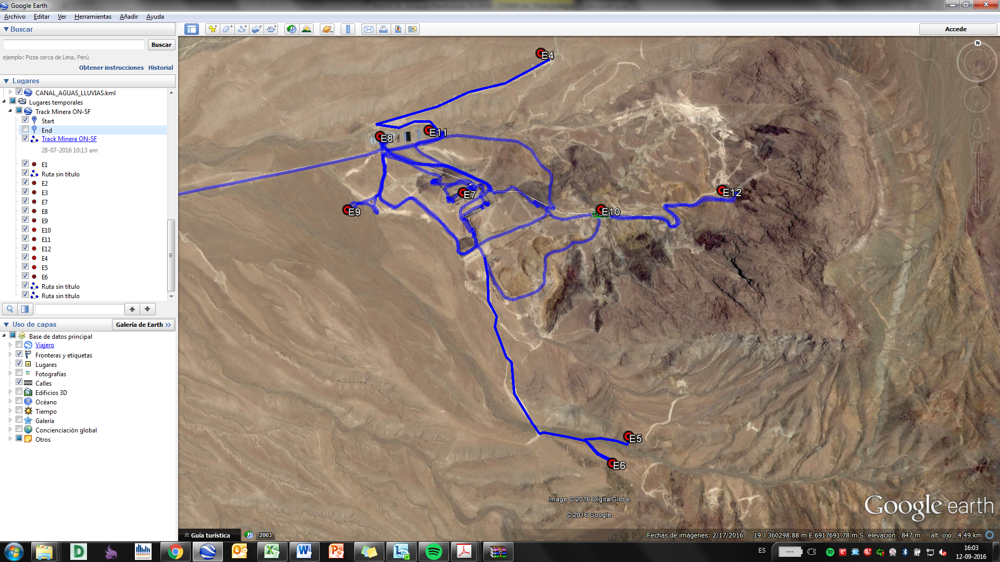 Google Earth
Archivo Editar Ver Herramientas Añadir Ayuda
Buscar
Buscar
ejemplo: Pizza cerca de Lima, Perú
Obtener instrucciones Historial
Lugares
CANAL_AGUAS_LLUVIAS.kml
Lugares temporales
Track Minera ON-SF
Start
End
Track Minera ON-SF
28-07-2016 10:13 am
E1
Ruta sin título
E2
E3
E7
E8
E9
E10
E11
E12
E4
E5
E6
Ruta sin título
Ruta sin título
Uso de capas
Galería de Earth >>
Base de datos principal
Viajero
Fronteras y etiquetas
Lugares
Fotografías
Calles
Edificios 3D
Océano
Tiempo
Galería
Concienciación global
Otros
Accede
N
E4
E11
E8
E7
E12
E9
E10
E5
E6
Image © 2016 DigitalGlobe
© 2016 Google
Google earth
Guía turística
2003
Fechas de imágenes: 2/17/2016 19 J 360298.88 m E 6917691.78 m S elevación 847 m alt. ojo 4.49 km
ES
16:03
12-09-2016